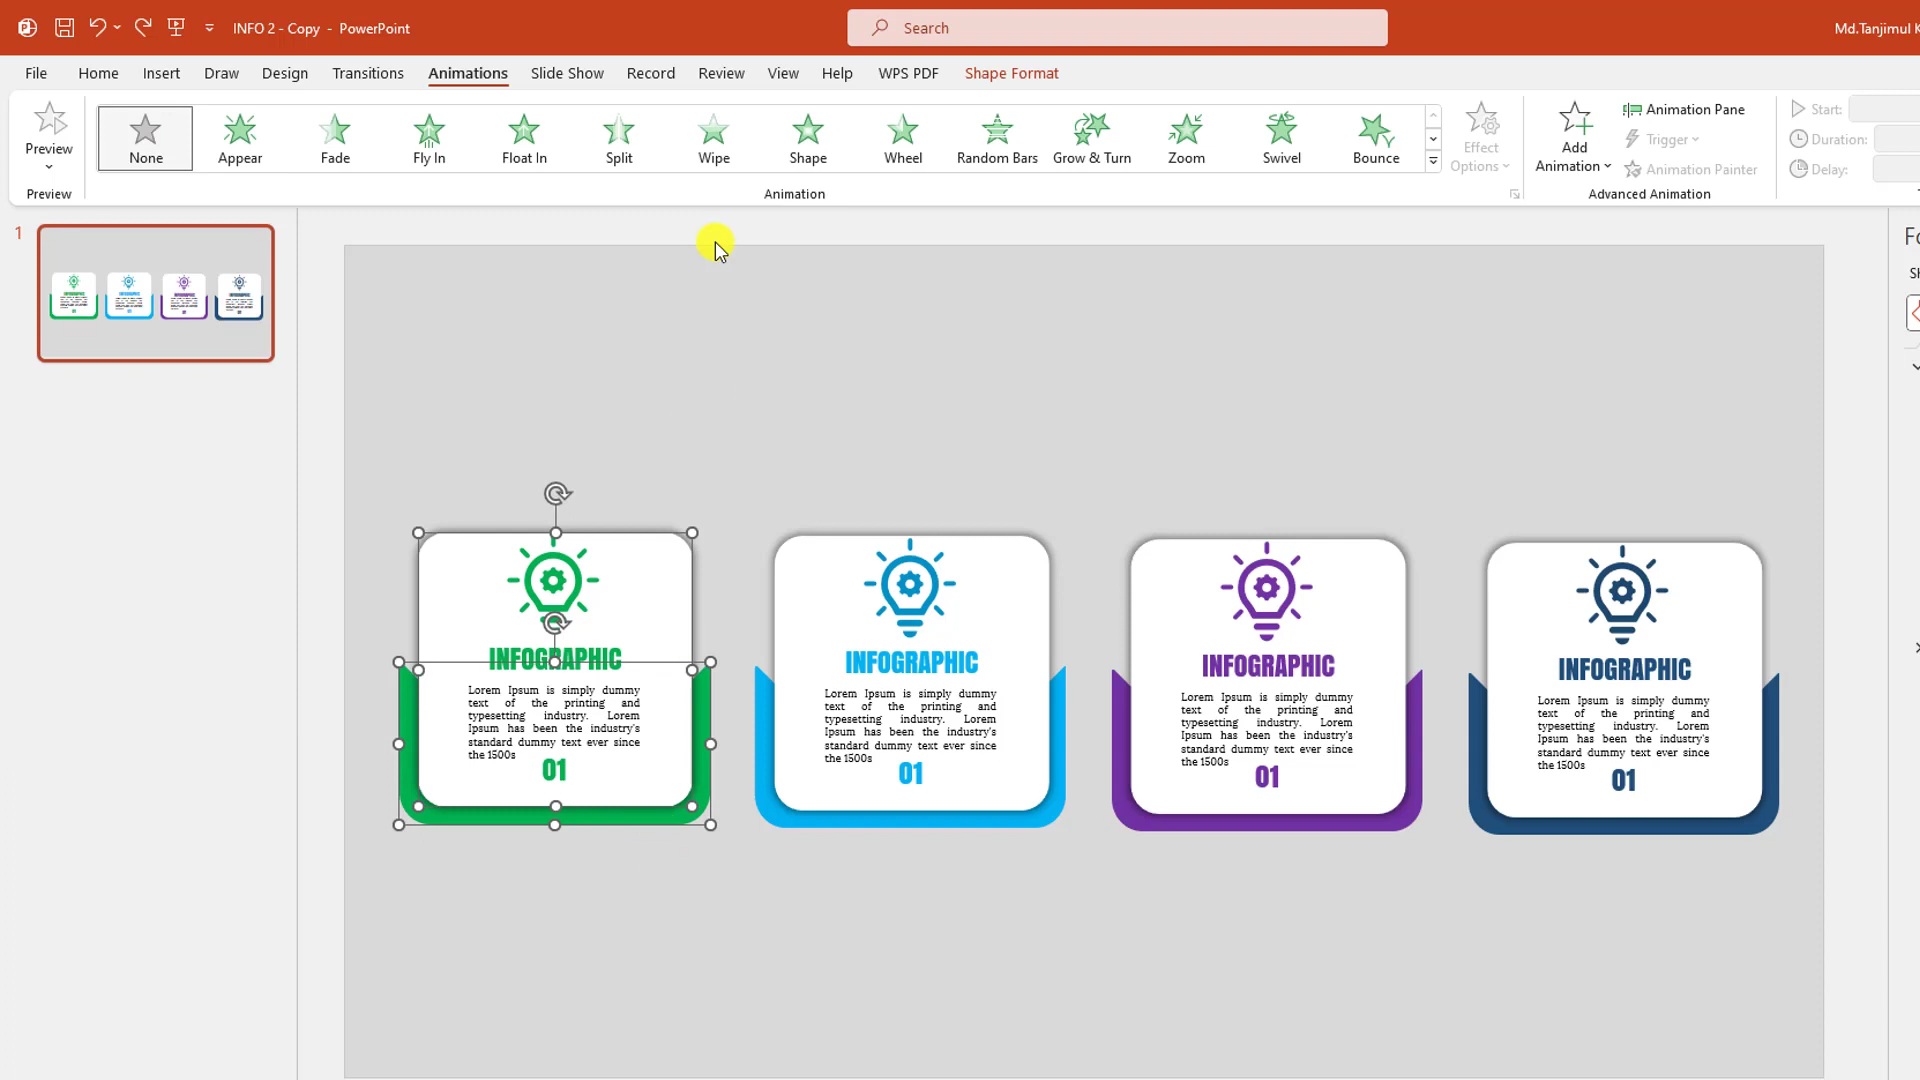 INFO 2 - Copy - PowerPoint
Search
Md.Tanjimul K
File Home Insert Draw Design Transitions Animations Slide Show Record Review View Help WPS PDF Shape Format
Preview
None Appear Fade Fly In Float In Split Wipe Shape Wheel Random Bars Grow & Turn Zoom Swivel Bounce
Effect
Options
Add
Animation
Animation Pane
Trigger
Animation Painter
Start:
Duration:
Delay:
Preview
Animation
Advanced Animation
1
Fo
Sh
INFOGRAPHIC
Lorem Ipsum is simply dummy
text of the printing and
typesetting industry. Lorem
Ipsum has been the industry's
standard dummy text ever since
the 1500s
01
INFOGRAPHIC
Lorem Ipsum is simply dummy
text of the printing and
typesetting industry. Lorem
Ipsum has been the industry's
standard dummy text ever since
the 1500s
01
INFOGRAPHIC
Lorem Ipsum is simply dummy
text of the printing and
typesetting industry. Lorem
Ipsum has been the industry's
standard dummy text ever since
the 1500s
01
INFOGRAPHIC
Lorem Ipsum is simply dummy
text of the printing and
typesetting industry. Lorem
Ipsum has been the industry's
standard dummy text ever since
the 1500s
01